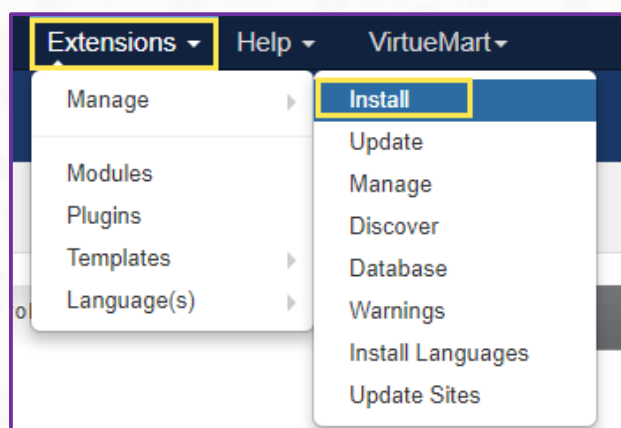 Extensions Help VirtueMart
Manage
Modules
Plugins
Templates
Language(s)
Install
Update
Manage
Discover
Database
Warnings
Install Languages
Update Sites